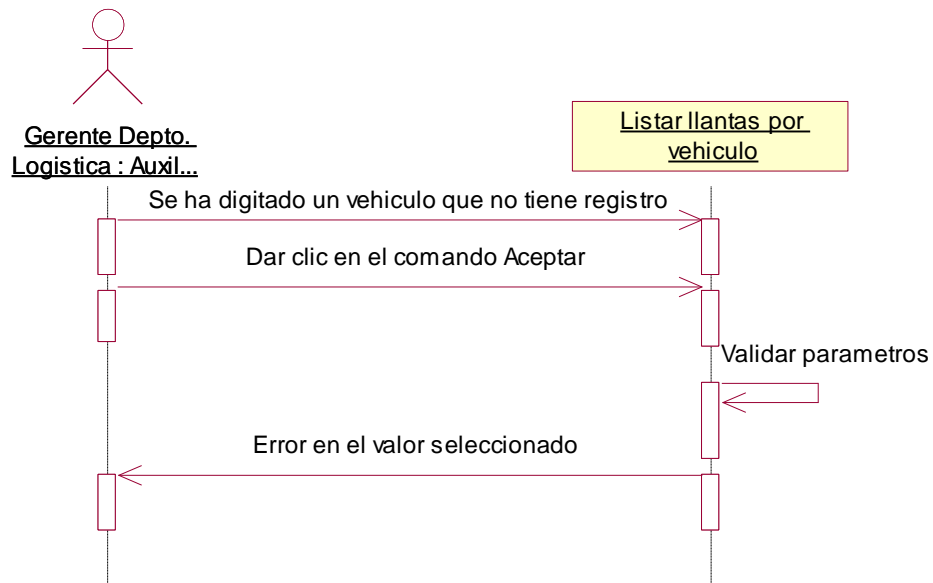 Gerente Depto.
Logistica : Auxil...
Listar llantas por
vehiculo
Se ha digitado un vehiculo que no tiene registro
Dar clic en el comando Aceptar
Validar parametros
Error en el valor seleccionado